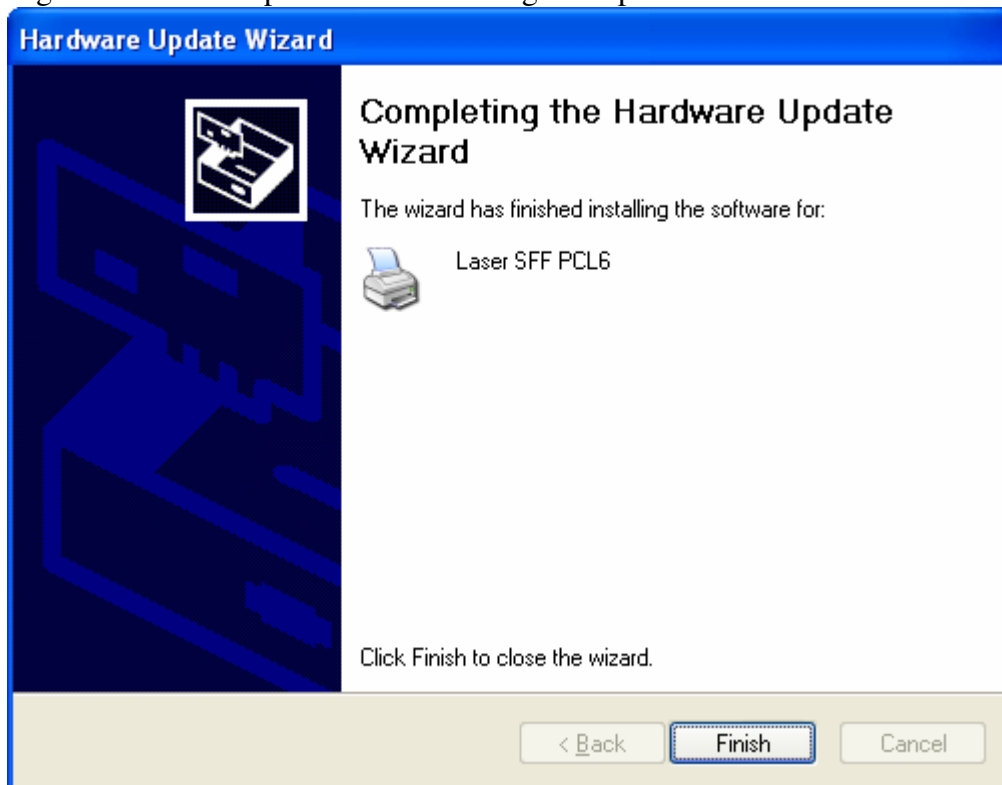 Hardware Update Wizard
Completing the Hardware Update
Wizard
The wizard has finished installing the software for:
Laser SFF PCL6
Click Finish to close the wizard.
< Back Finish Cancel